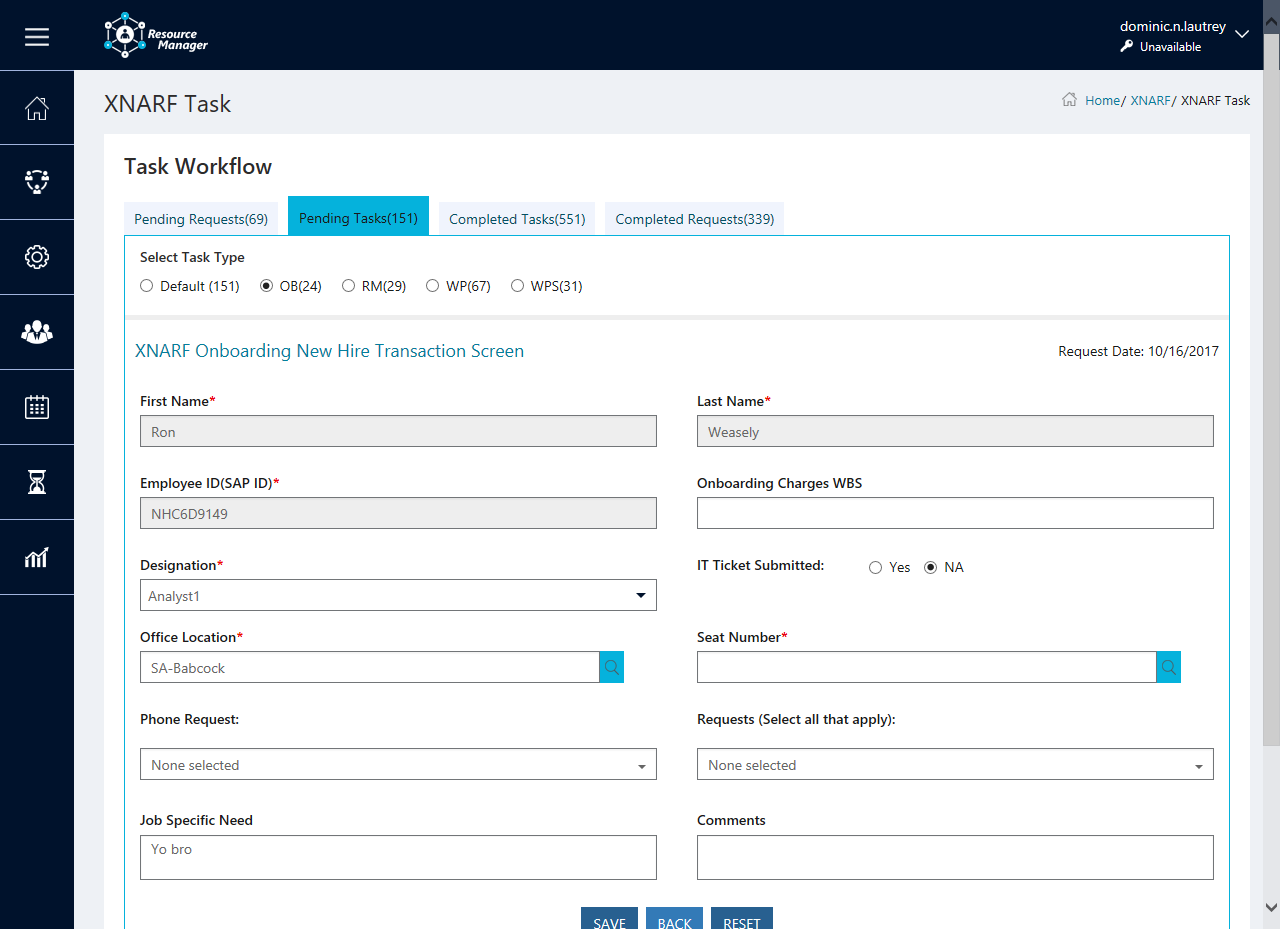 Resource
Manager
dominic.n.lautrey
Unavailable
XNARF Task
Home/ XNARF/ XNARF Task
Task Workflow
Pending Requests(69) Pending Tasks(151) Completed Tasks(551) Completed Requests(339)
Select Task Type
Default (151) OB(24) RM(29) WP(67) WPS(31)
XNARF Onboarding New Hire Transaction Screen
Request Date: 10/16/2017
First Name* Last Name*
Ron Weasely
Employee ID(SAP ID)* Onboarding Charges WBS
NHC6D9149
Designation* IT Ticket Submitted: Yes NA
Analyst1
Office Location* Seat Number*
SA-Babcock
Phone Request: Requests (Select all that apply):
None selected None selected
Job Specific Need Comments
Yo bro
SAVE BACK RESET